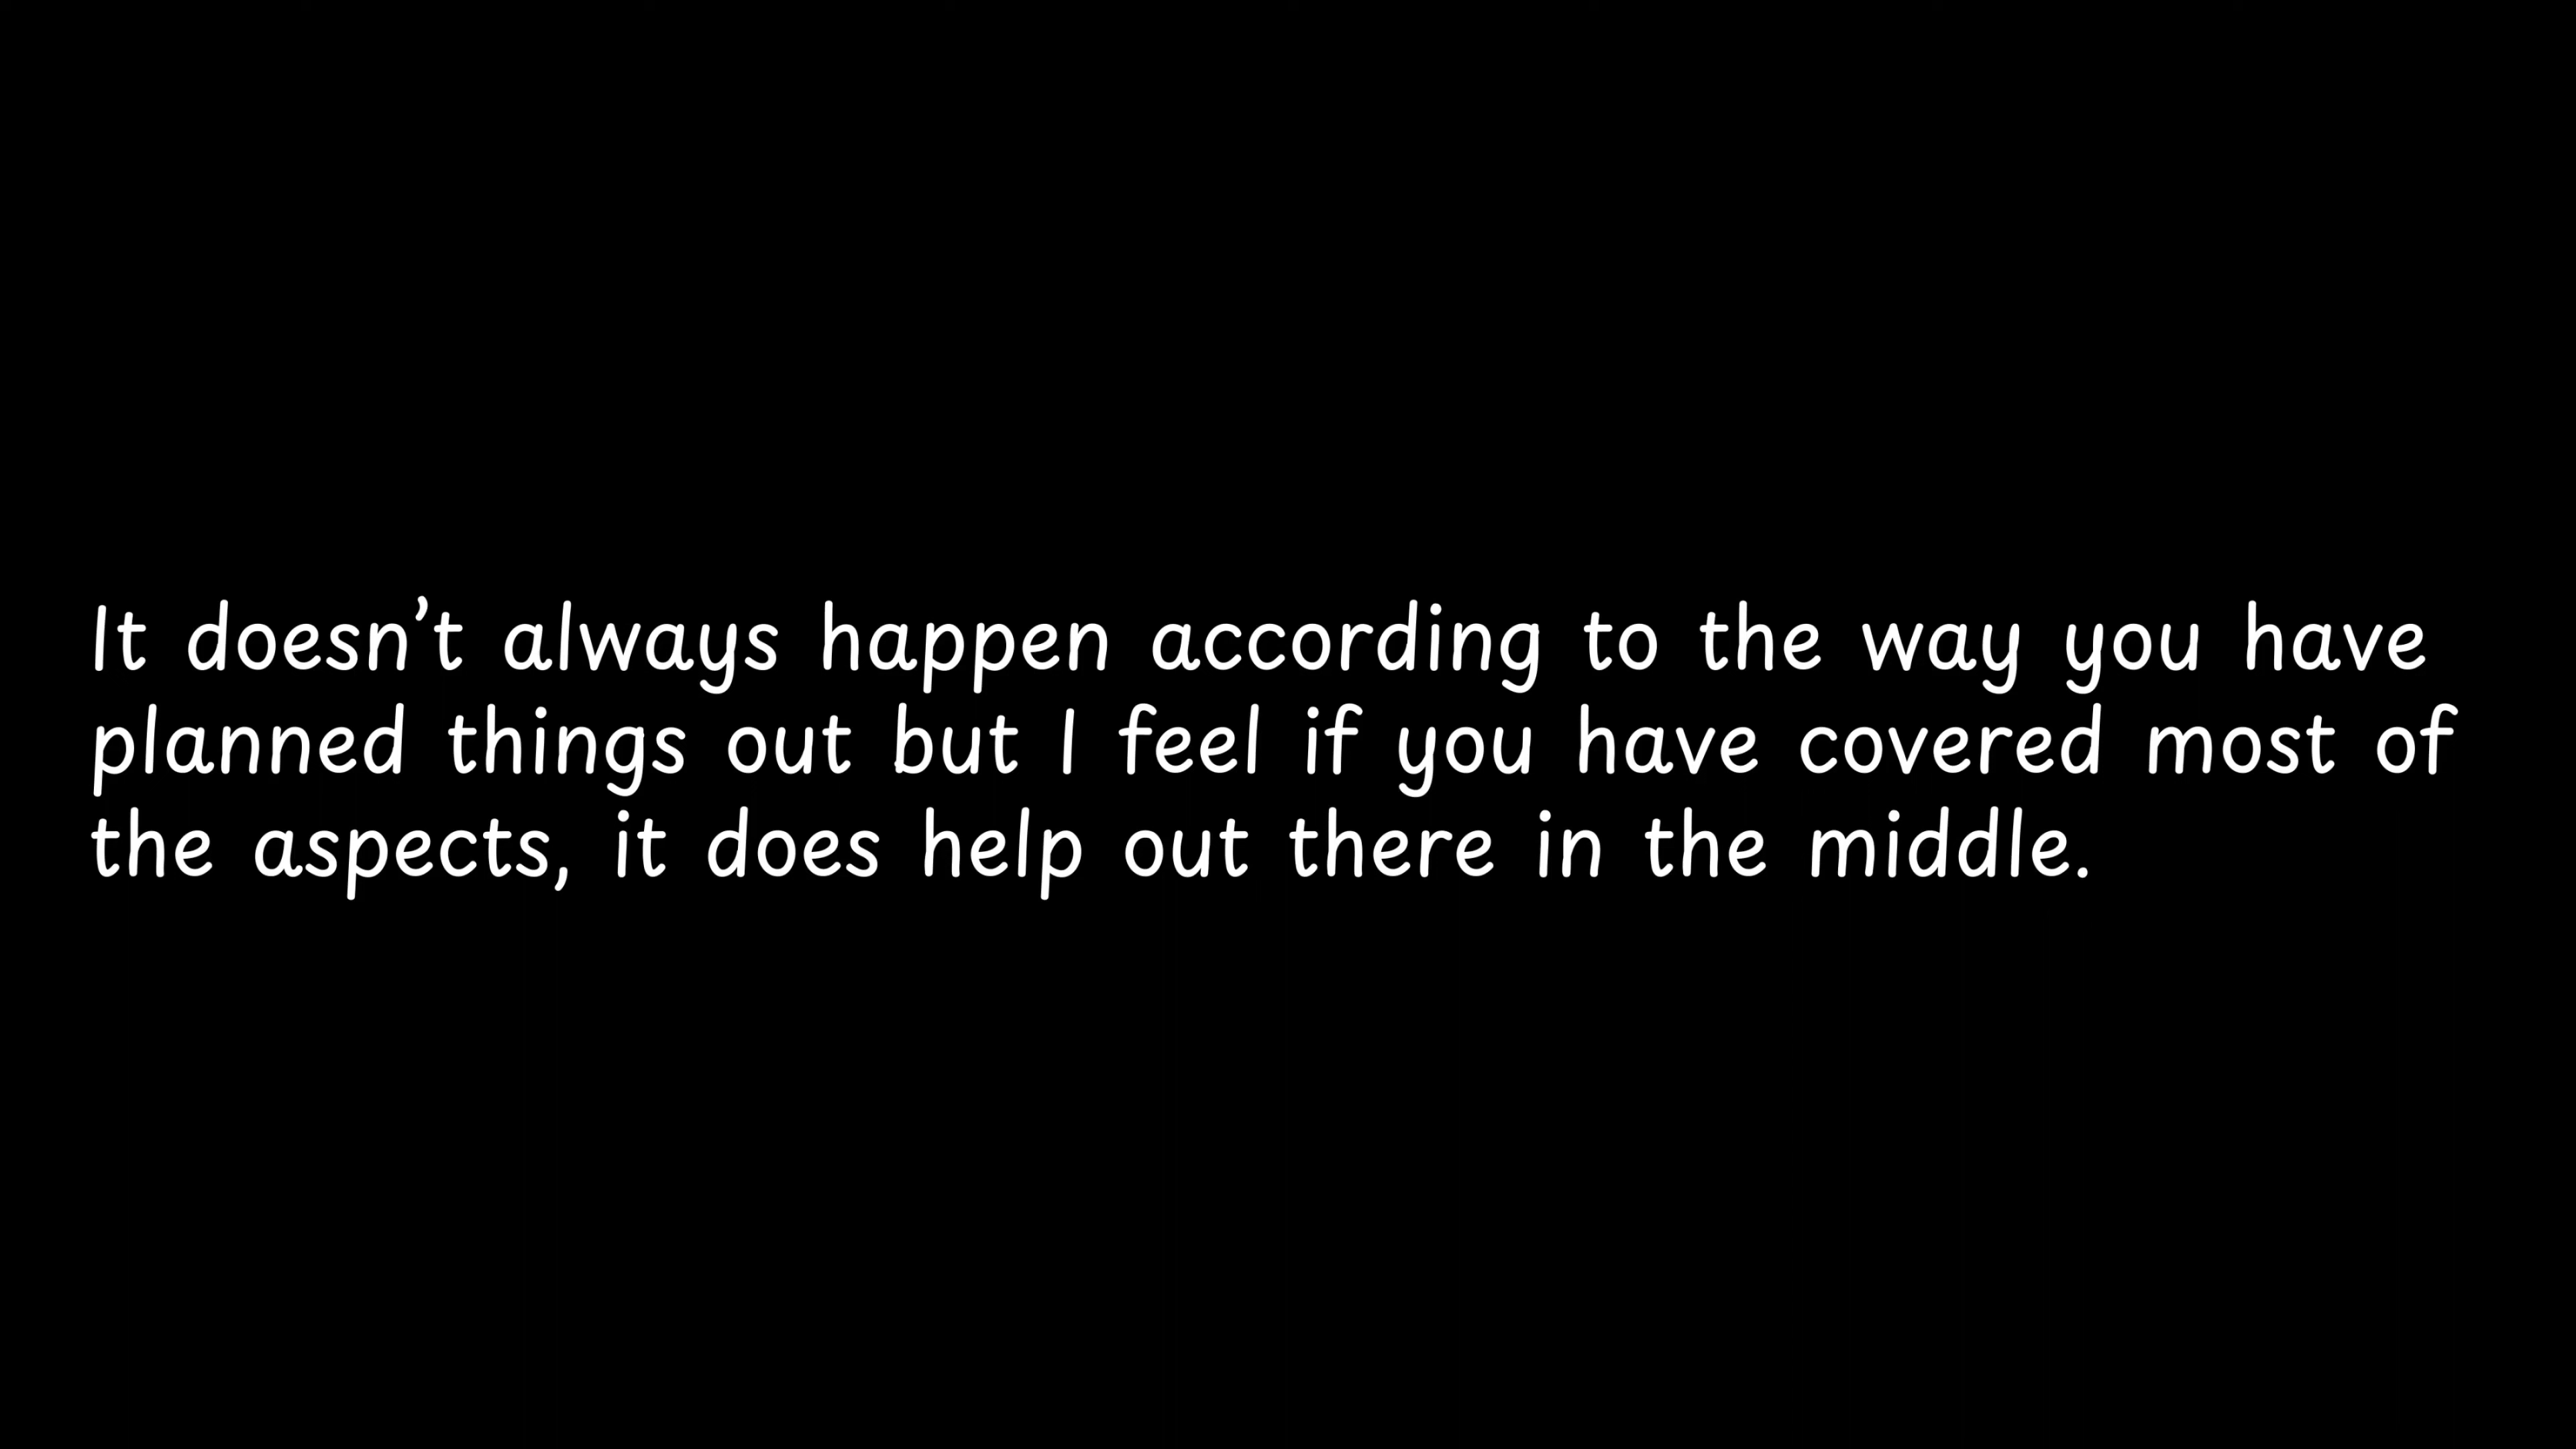 It doesn’t always happen according to the way you have
planned things out but I feel if you have covered most of
the aspects, it does help out there in the middle.